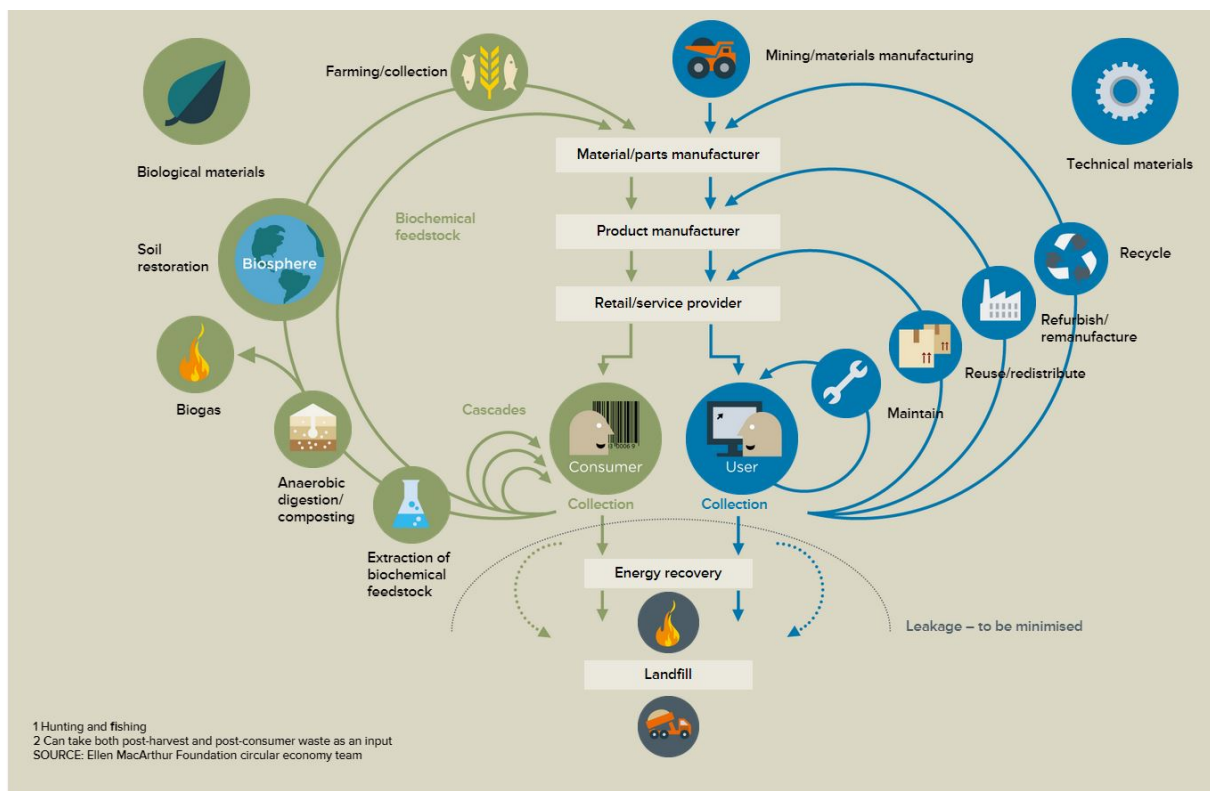 Farming/collection
Mining/materials manufacturing
Biological materials
Technical materials
Material/parts manufacturer
Biochemical
feedstock
Product manufacturer
Soil
restoration
Biosphere
Recycle
Retail/service provider
Refurbish/
remanufacture
Reuse/redistribute
Biogas
Cascades
Maintain
Consumer
User
Anaerobic
digestion/
composting
Collection
Collection
Extraction of
biochemical
feedstock
Energy recovery
Leakage – to be minimised
Landfill
1 Hunting and fishing
2 Can take both post-harvest and post-consumer waste as an input
SOURCE: Ellen MacArthur Foundation circular economy team